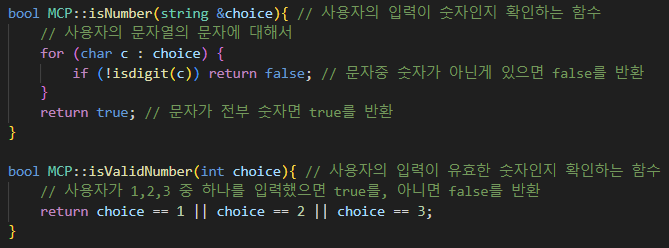 bool MCP::isNumber(string &choice){ // 사용자의 입력이 숫자인지 확인하는 함수
    // 사용자의 문자열의 문자에 대해서
    for (char c : choice) {
        if (!isdigit(c)) return false; // 문자중 숫자가 아닌게 있으면 false를 반환
    }
    return true; // 문자가 전부 숫자면 true를 반환
}

bool MCP::isValidNumber(int choice){ // 사용자의 입력이 유효한 숫자인지 확인하는 함수
    // 사용자가 1,2,3 중 하나를 입력했으면 true를, 아니면 false를 반환
    return choice == 1 || choice == 2 || choice == 3;
}